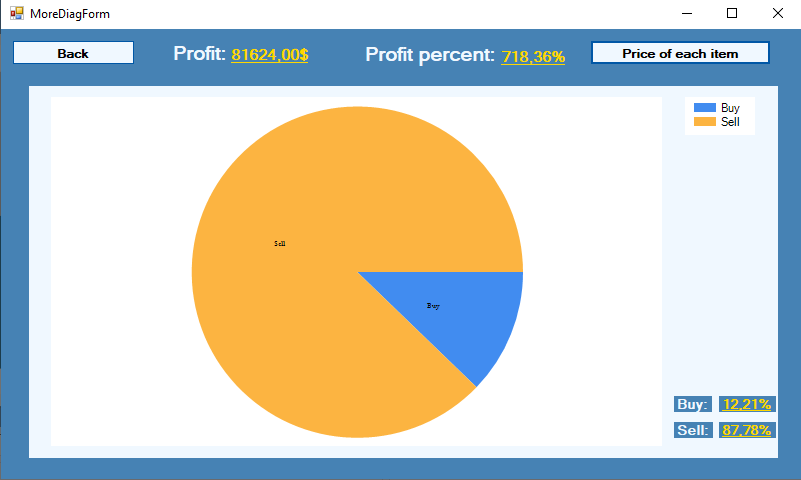 MoreDiagForm
Back
Profit: 81624,00$
Profit percent: 718,36%
Price of each item
Buy
Sell
Sell
Buy
Buy: 12,21%
Sell: 87,78%